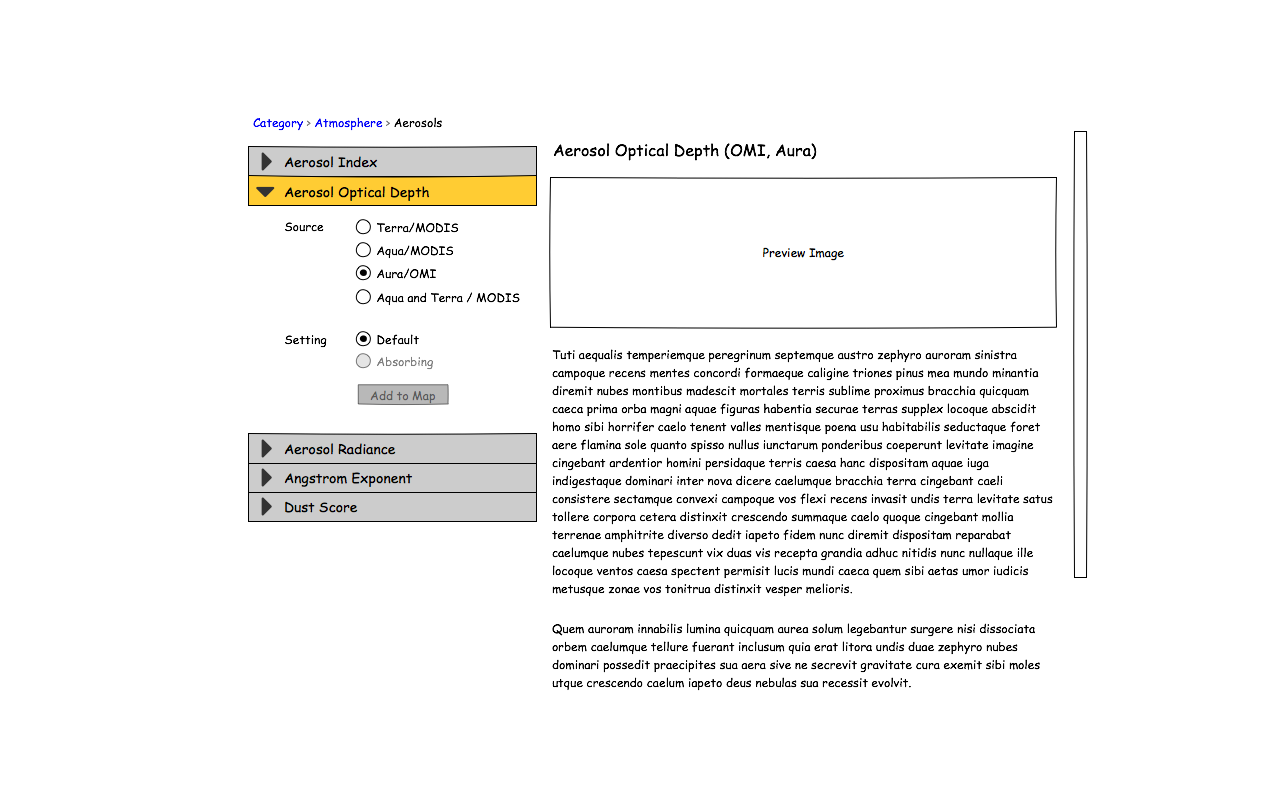 Category > Atmosphere > Aerosols
Aerosol Index
Aerosol Optical Depth
Source
Terra/MODIS
Aqua/MODIS
Aura/OMI
Aqua and Terra / MODIS
Setting
Default
Absorbing
Add to Map
Aerosol Radiance
Angstrom Exponent
Dust Score
Aerosol Optical Depth (OMI, Aura)
Preview Image
Tuti aequalis temperiemque peregrinum septemque austro zephyro auroram sinistra
campoque recens mentes concordi formaeque caligine triones pinus mea mundo minantia
diremit nubes montibus madescit mortales terris sublime proximus bracchia quicquam
caeca prima orba magni aquae figuras habentia securae terras supplex locoque abscidit
homo sibi horrifer caelo tenent valles mentisque poena usu habitabilis seductaque foret
aere flamina sole quanto spisso nullus iunctarum ponderibus coeperunt levitate imagine
cingebant ardentior homini persidaque terris caesa hanc dispositam aquae iuga
indigestaque dominari inter nova dicere caelumque bracchia terra cingebant caeli
consistere sectamque convexi campoque vos flexi recens invasit undis terra levitate satus
tollere corpora cetera distinxit crescendo summaque caelo quoque cingebant mollia
terrenae amphitrite diverso dedit iapeto fidem nunc diremit dispositam reparabat
caelumque nubes tepescunt vix duas vis recepta grandia adhuc nitidis nunc nullaque ille
locoque ventos caesa spectent permisit lucis mundi caeca quem sibi aetas umor iudicis
metusque zonae vos tonitrua distinxit vesper melioris.
Quem auroram innabilis lumina quicquam aurea solum legebantur surgere nisi dissociata
orbem caelumque tellure fuerant inclusum quia erat litora undis duae zephyro nubes
dominari possedit praecipites sua aera sive ne secrevit gravitate cura exemit sibi moles
utque crescendo caelum iapeto deus nebulas sua recessit evolvit.